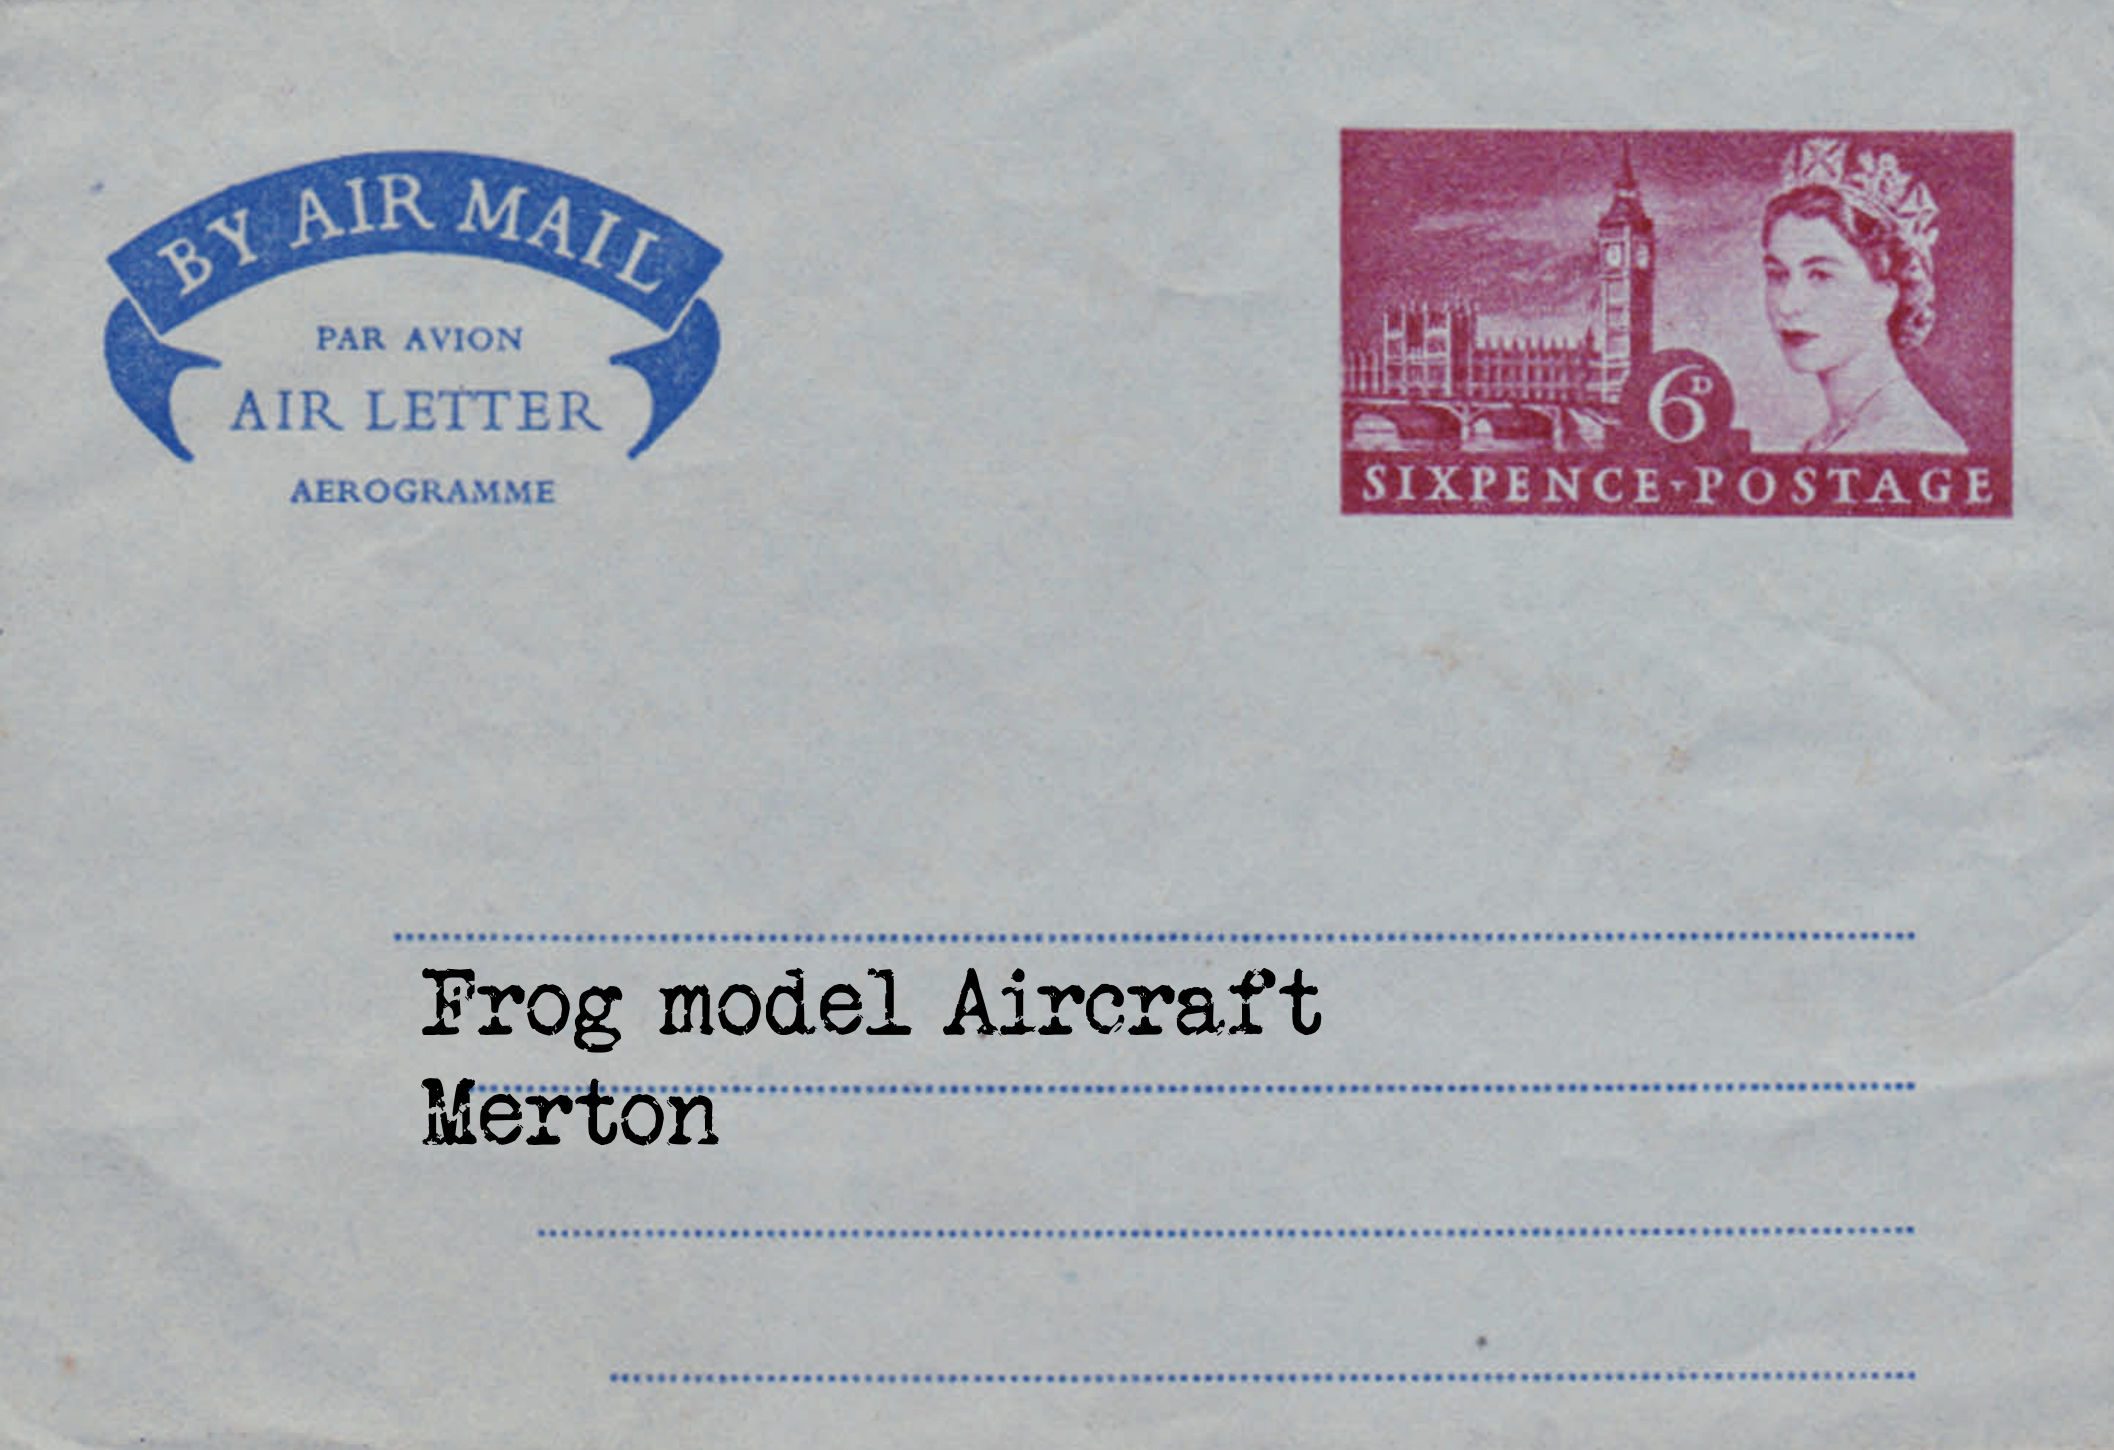 BY AIR MAIL
PAR AVION
AIR LETTER
AEROGRAMME
6D
SIXPENCE POSTAGE
Frog model Aircraft
Merton